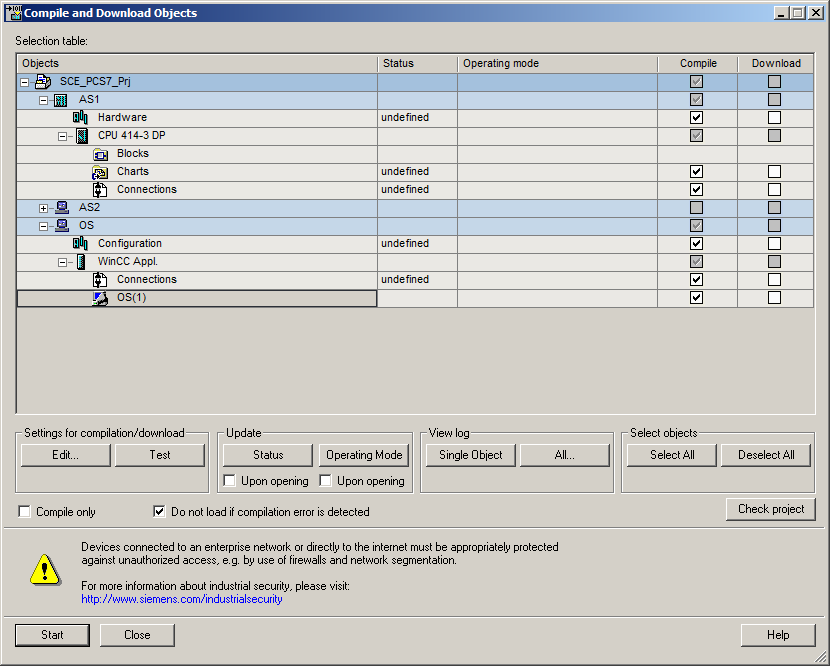 Compile and Download Objects
Selection table:
Objects Status Operating mode Compile Download
SCE_PCS7_Prj
AS1
Hardware undefined
CPU 414-3 DP
Blocks
Charts undefined
Connections undefined
AS2
OS
Configuration undefined
WinCC Appl.
Connections undefined
OS(1)
Settings for compilation/download Update View log Select objects
Edit... Test Status Operating Mode Single Object All... Select All Deselect All
Upon opening Upon opening
Compile only Do not load if compilation error is detected Check project
Devices connected to an enterprise network or directly to the internet must be appropriately protected
against unauthorized access, e.g. by use of firewalls and network segmentation.
For more information about industrial security, please visit:
http://www.siemens.com/industrialsecurity
Start Close Help